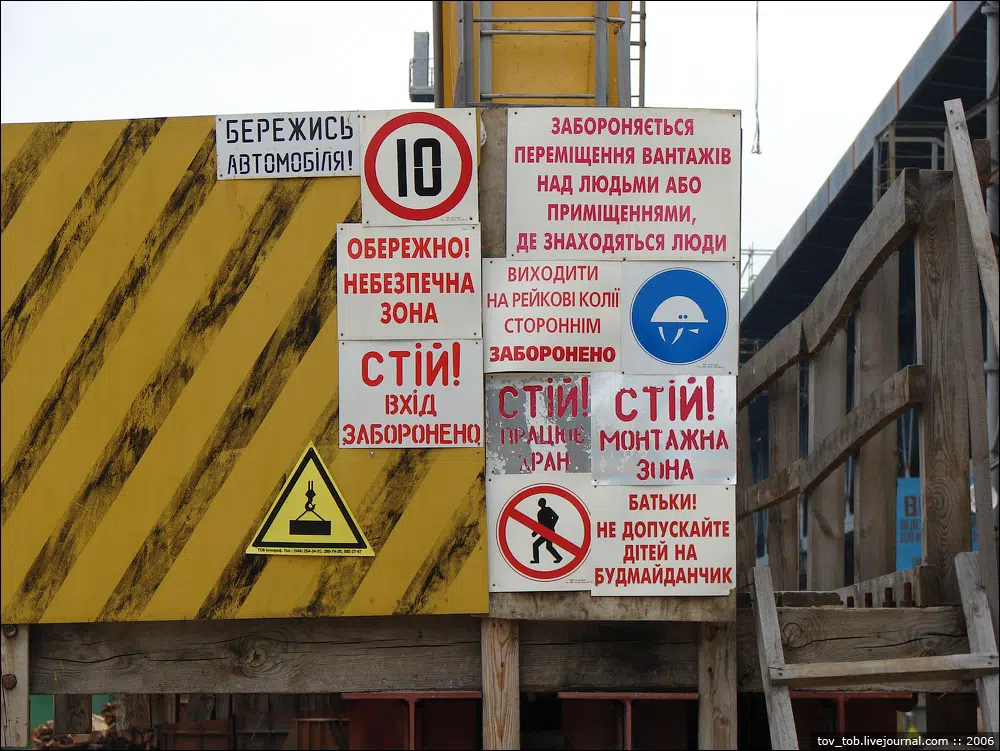 БЕРЕЖИСЬ
АВТОМОБІЛЯ!
10
ОБЕРЕЖНО!
НЕБЕЗПЕЧНА
ЗОНА
СТІЙ!
ВХІД
ЗАБОРОНЕНО
ЗАБОРОНЯЄТЬСЯ
ПЕРЕМІЩЕННЯ ВАНТАЖІВ
НАД ЛЮДЬМИ АБО
ПРИМІЩЕННЯМИ,
ДЕ ЗНАХОДЯТЬСЯ ЛЮДИ
ВИХОДИТИ
НА РЕЙКОВІ КОЛІЇ
СТОРОННІМ
ЗАБОРОНЕНО
СТІЙ!
ПРАЦЮЄ
КРАН
СТІЙ!
МОНТАЖНА
ЗОНА
БАТЬКИ!
НЕ ДОПУСКАЙТЕ
ДІТЕЙ НА
БУДМАЙДАНЧИК
tov_tob.livejournal.com :: 2006